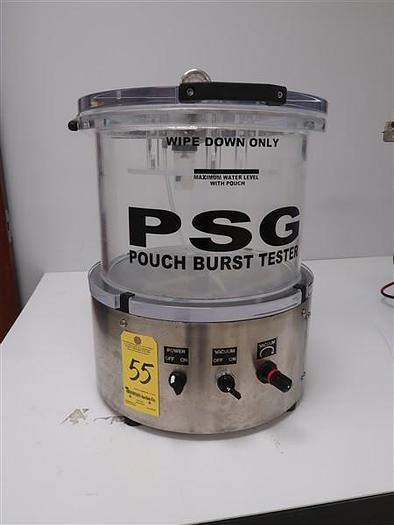 WIPE DOWN ONLY
MAXIMUM WATER LEVEL
WITH POUCH
PSG
POUCH BURST TESTER
POWER
OFF ON
VACUUM
OFF ON
VACUUM
55